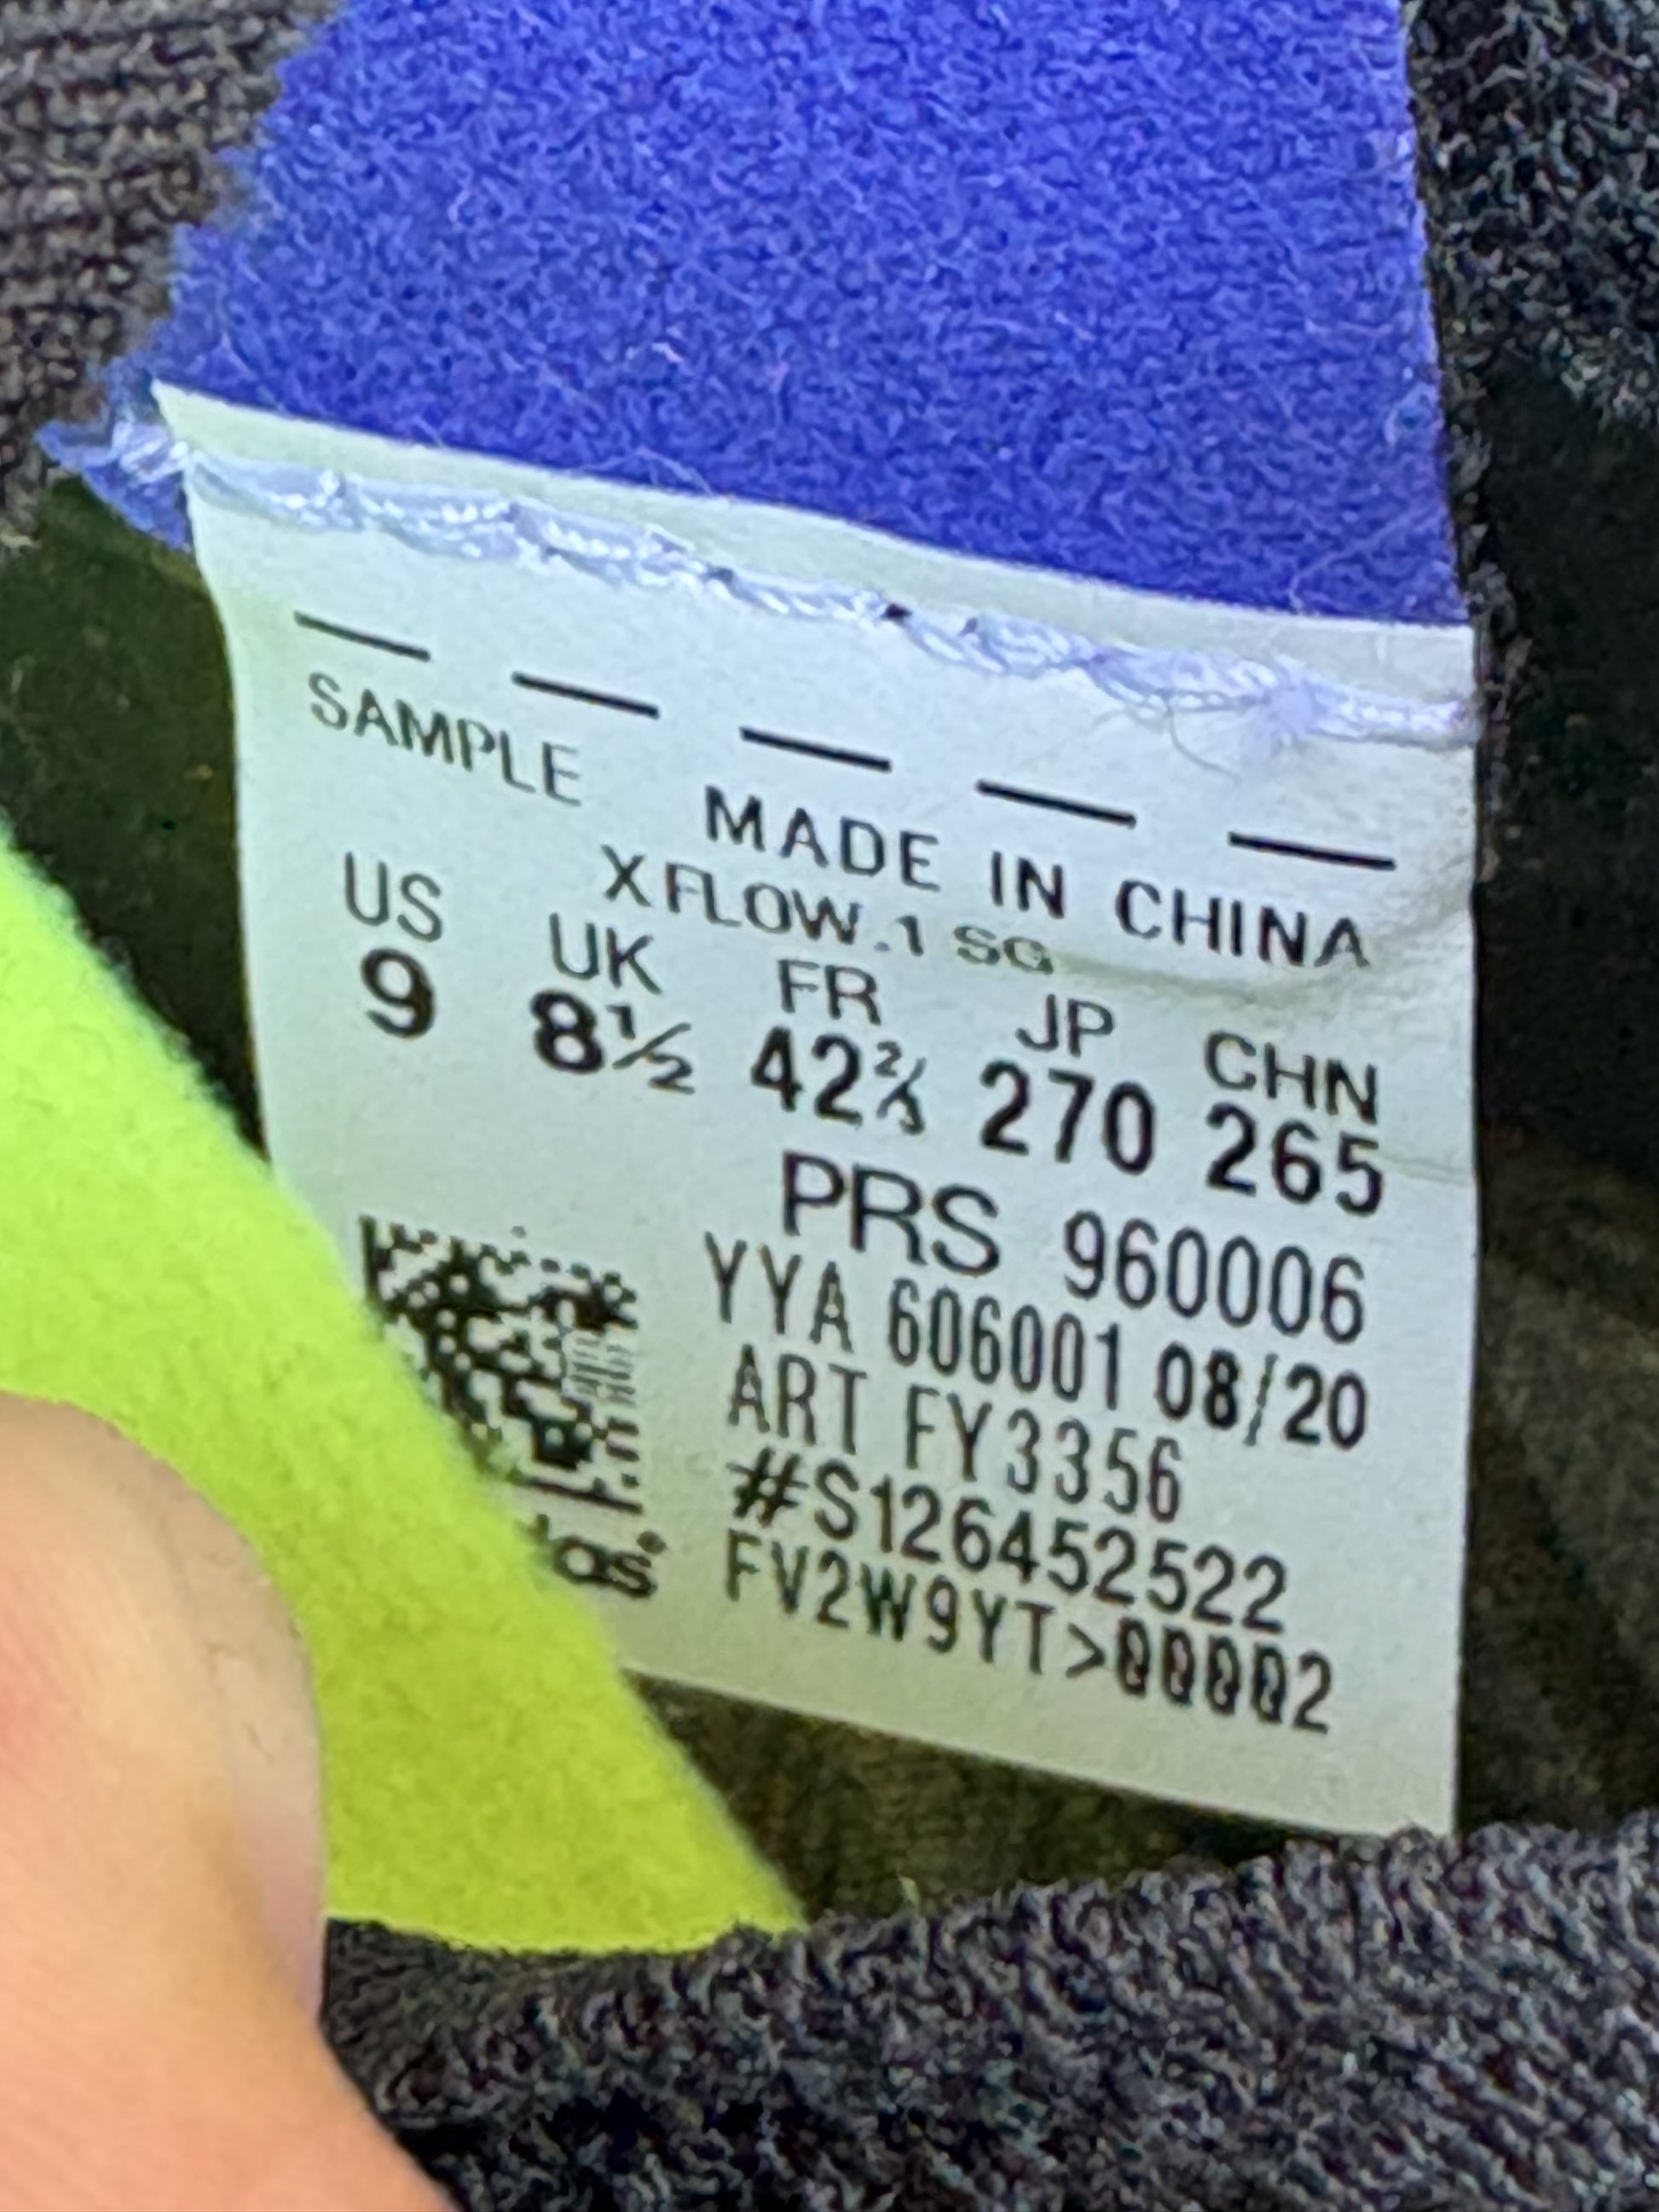 SAMPLE
MADE IN CHINA
X FLOW.1 SG
US UK FR JP CHN
9 8½ 42⅔ 270 265
PRS 960006
YYA 606001 08/20
ART FY3356
#S126452522
FV2W9YT>00002